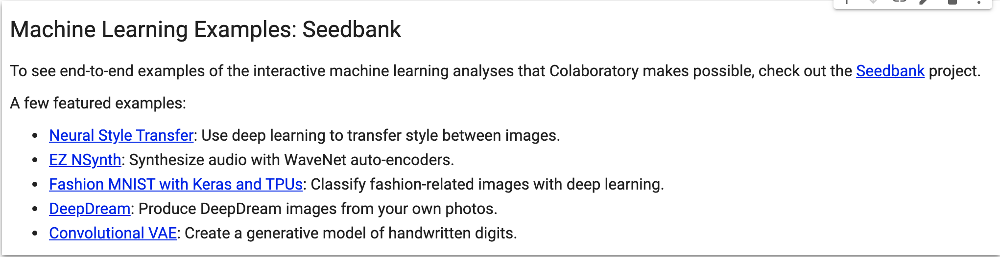 Machine Learning Examples: Seedbank
To see end-to-end examples of the interactive machine learning analyses that Colaboratory makes possible, check out the Seedbank project.
A few featured examples:
• Neural Style Transfer: Use deep learning to transfer style between images.
• EZ NSynth: Synthesize audio with WaveNet auto-encoders.
• Fashion MNIST with Keras and TPUs: Classify fashion-related images with deep learning.
• DeepDream: Produce DeepDream images from your own photos.
• Convolutional VAE: Create a generative model of handwritten digits.